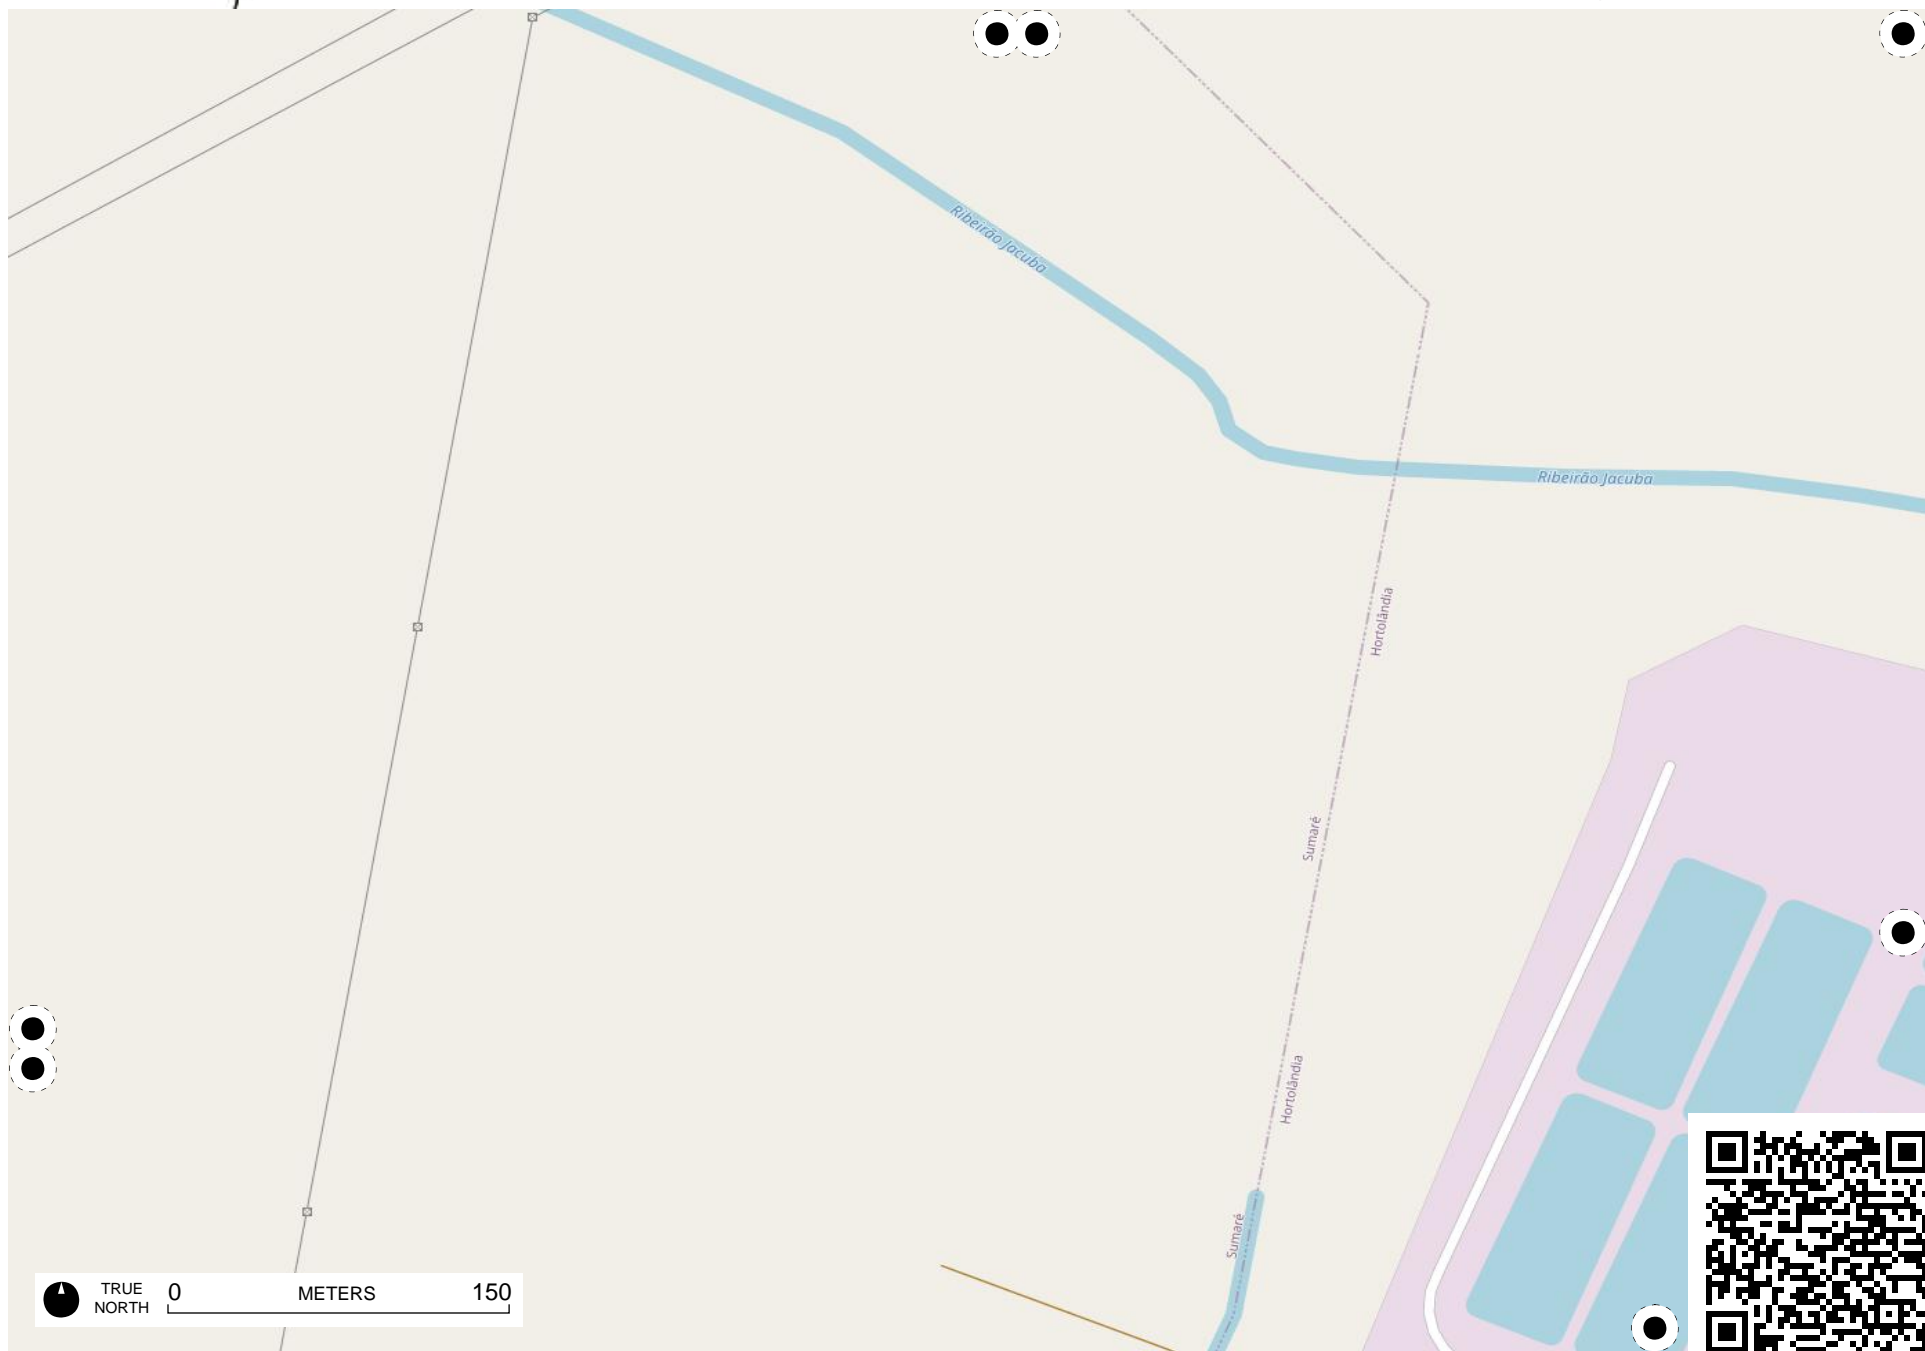 Ribeirão Jacuba
Ribeirão Jacuba
Hortolândia
Sumaré
Hortolândia
Sumaré
TRUE NORTH
0 METERS 150